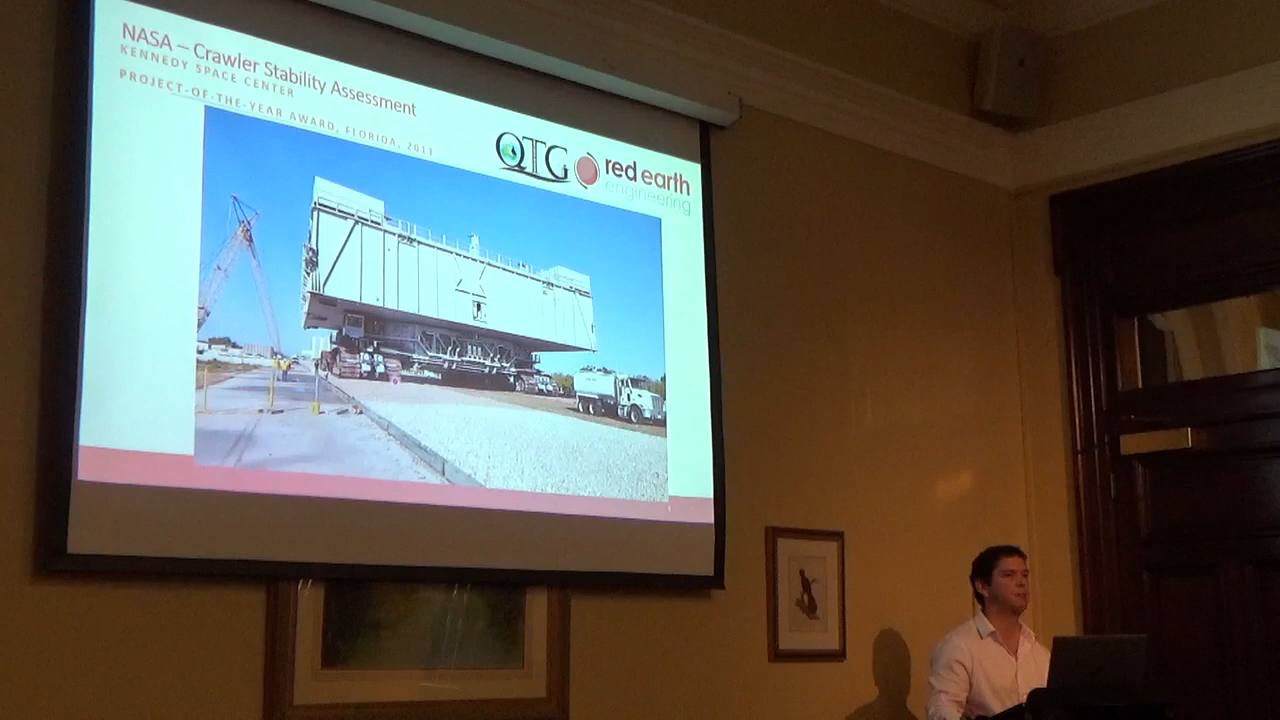 NASA – Crawler Stability Assessment
KENNEDY SPACE CENTER
PROJECT-OF-THE-YEAR AWARD, FLORIDA, 2011
QTG
red earth
engineering